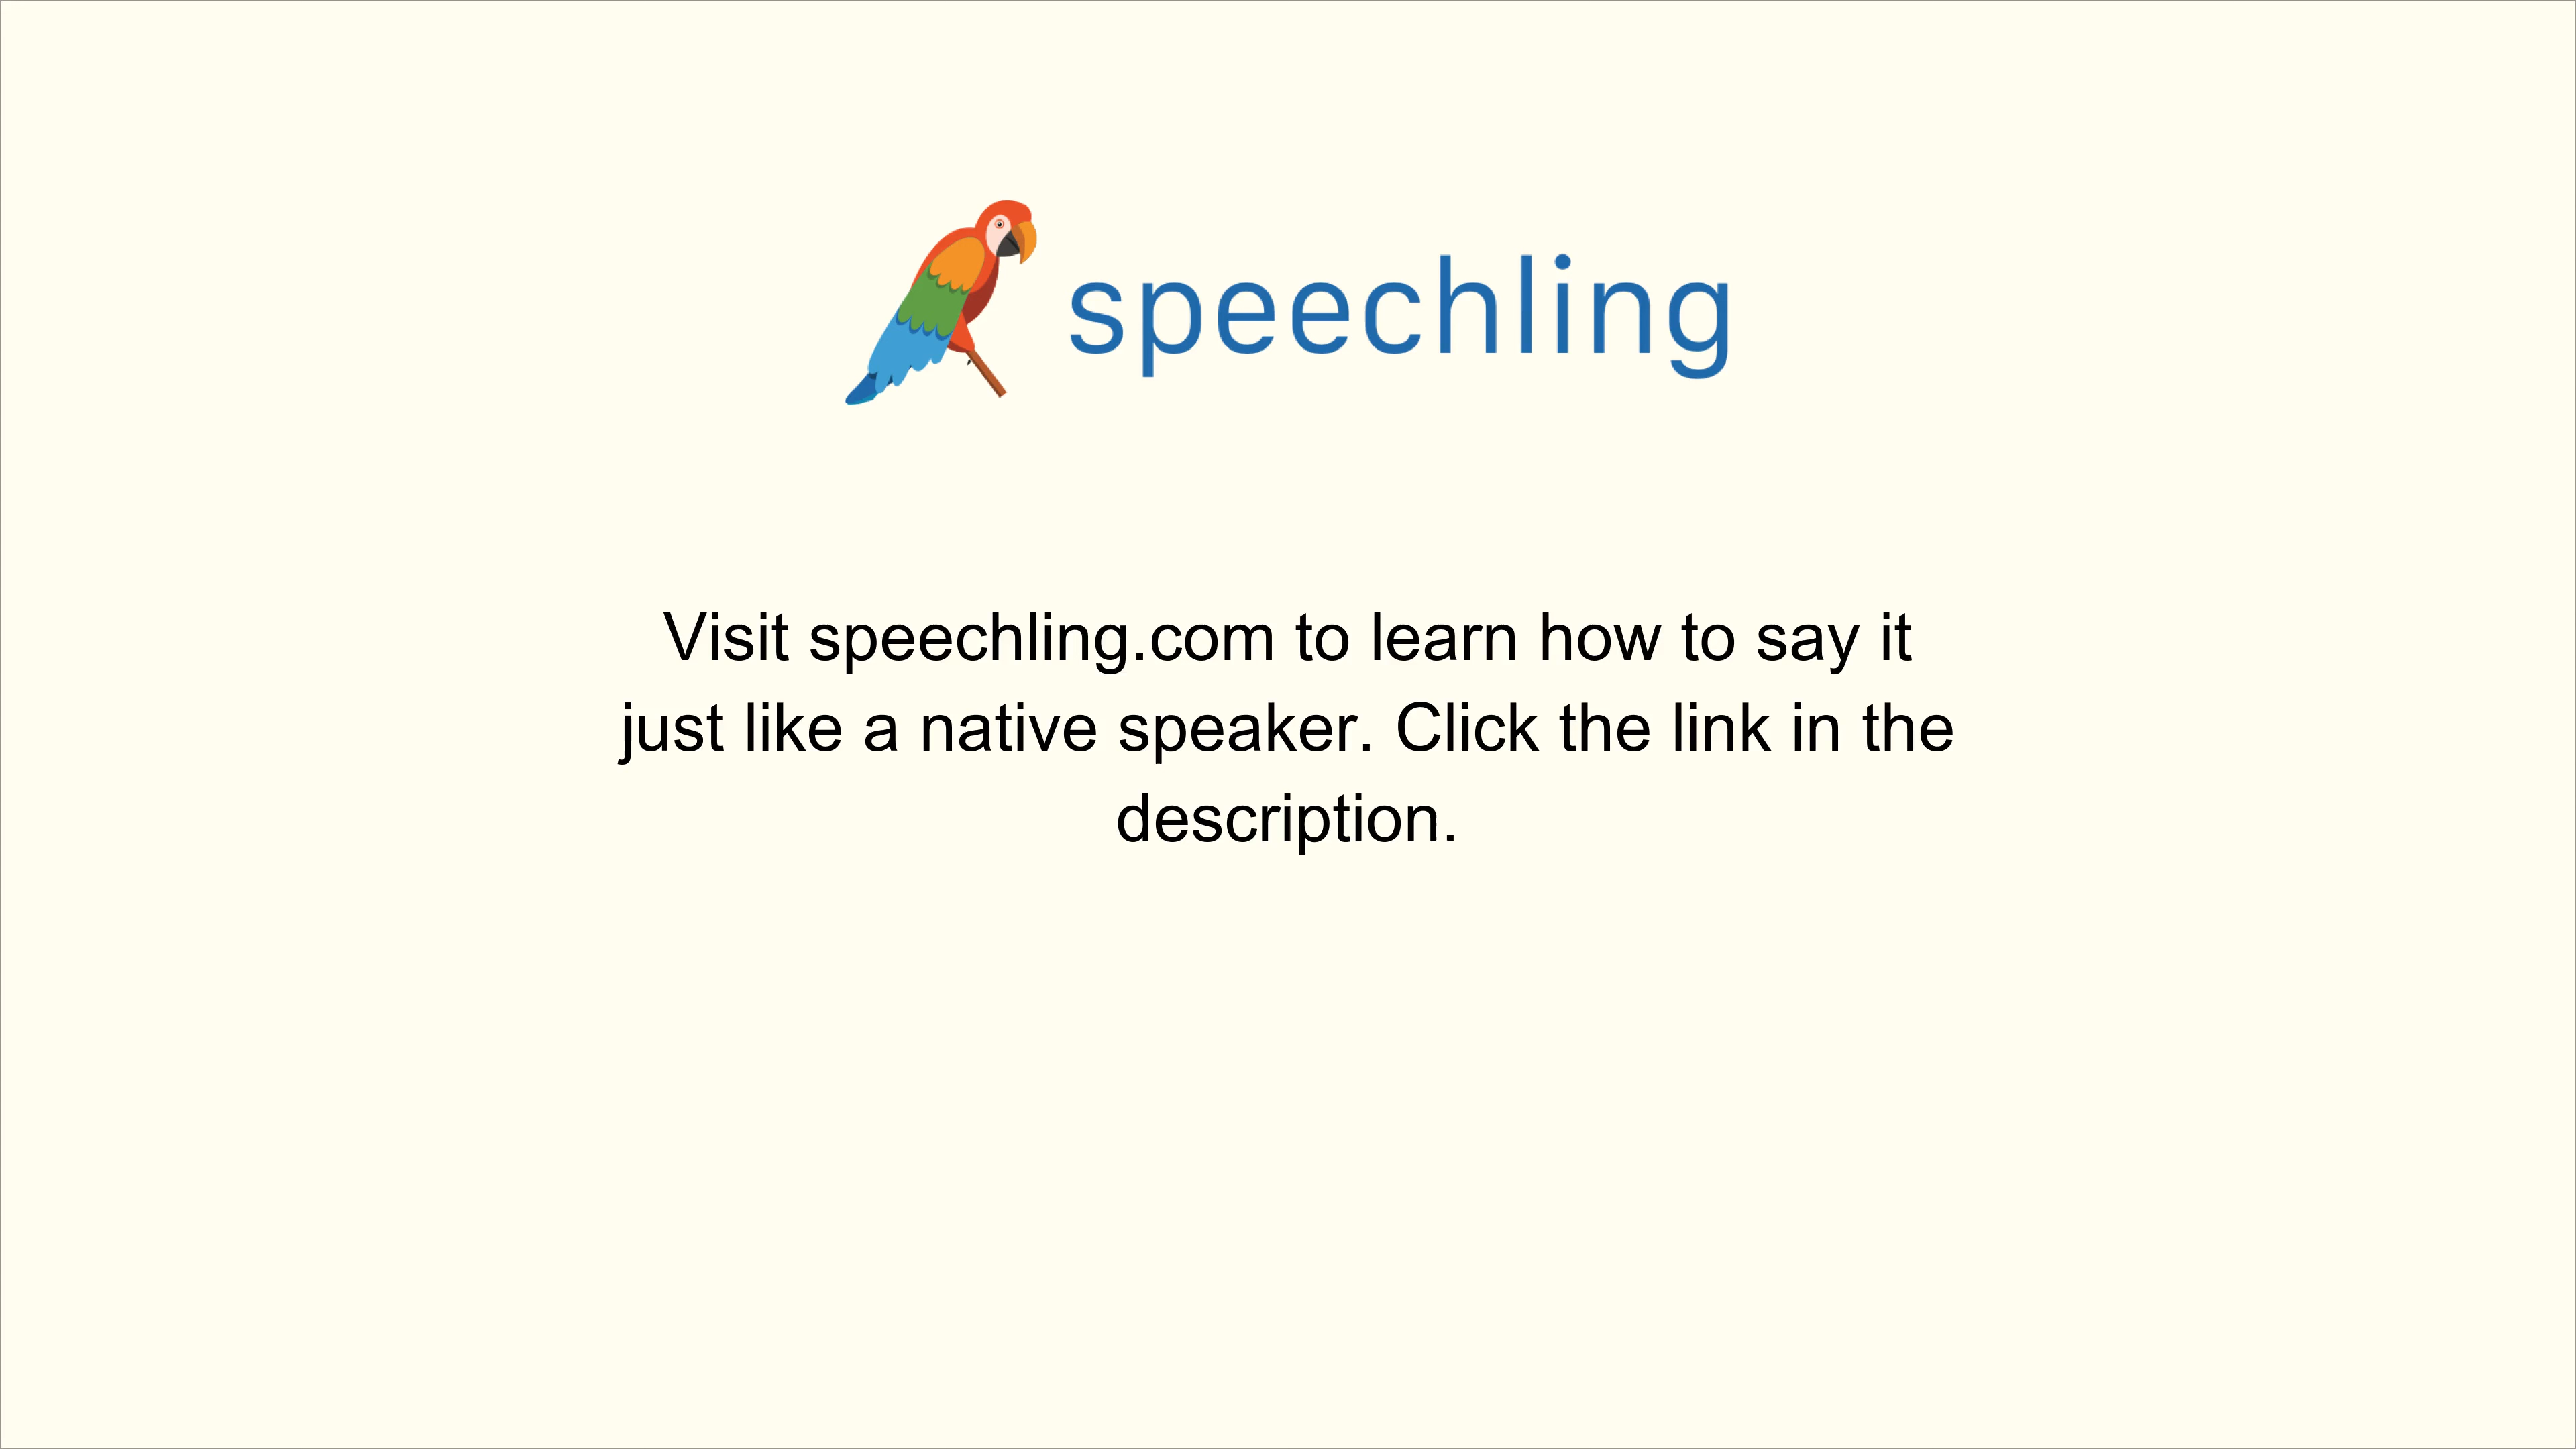 speechling
Visit speechling.com to learn how to say it
just like a native speaker. Click the link in the
description.